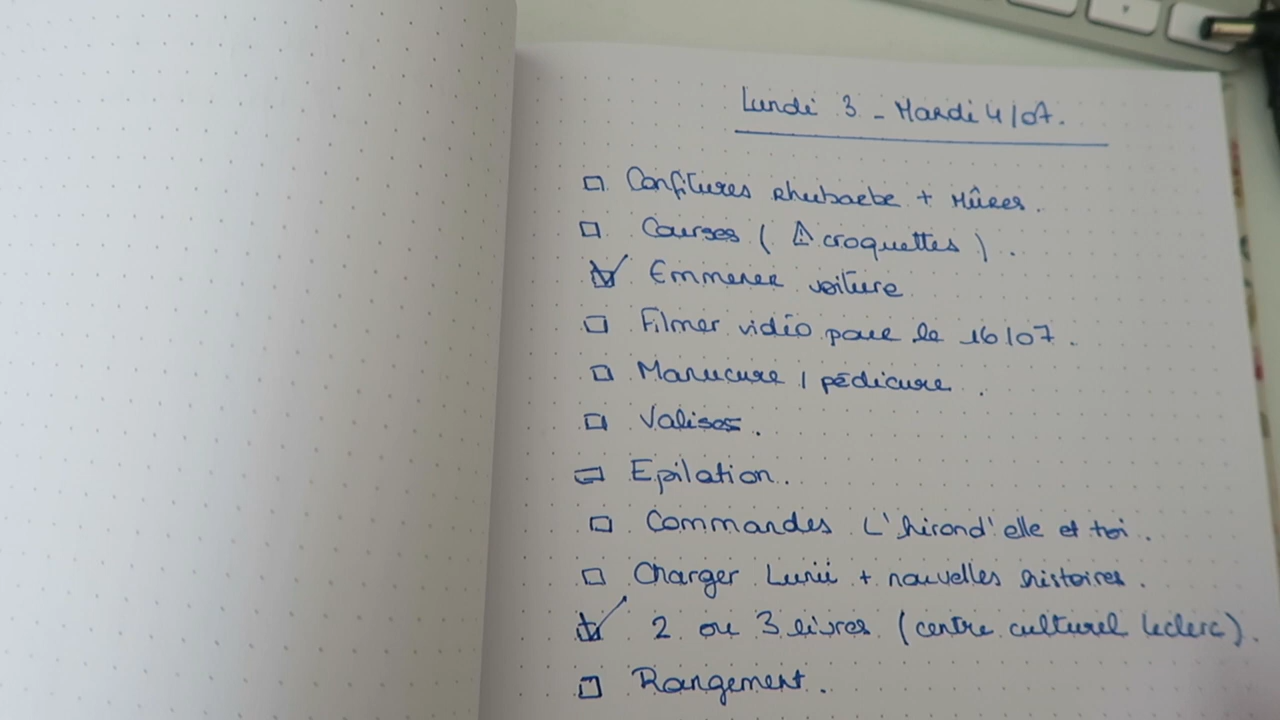 Lundi 3 - Mardi 4/07.
☐ Confitures rhubarbe + Mûres.
☐ Courses (⚠ croquettes).
☑ Emmener voiture
☐ Filmer vidéo pour le 16/07.
☐ Manucure / pédicure.
☐ Valises.
☐ Epilation.
☐ Commandes L'hirond'elle et toi.
☐ Charger Lunii + nouvelles histoires.
☑ 2 ou 3 livres (centre culturel leclerc).
☐ Rangement.